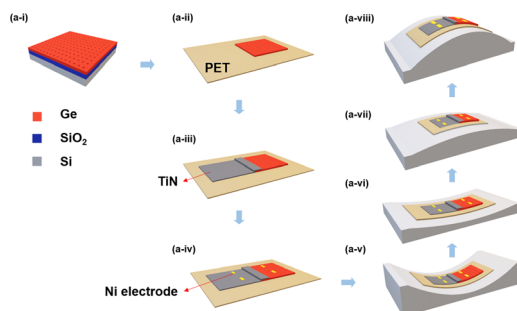 (a-i)
(a-ii)
(a-viii)
PET
Ge
SiO2
Si
(a-iii)
(a-vii)
TiN
(a-vi)
(a-iv)
(a-v)
Ni electrode